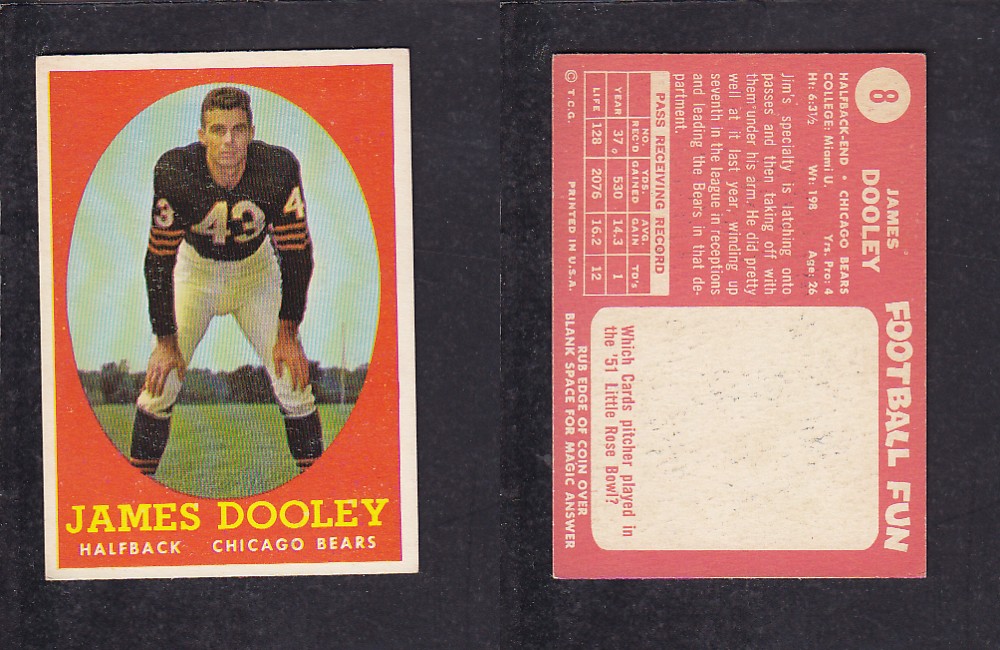 3 43 4
JAMES DOOLEY
HALFBACK CHICAGO BEARS
8
JAMES
DOOLEY
HALFBACK-END • CHICAGO BEARS
COLLEGE: Miami U. Yrs. Pro: 4
Ht: 6:3½ Wt: 198 Age: 26
Jim's specialty is latching onto
passes and then taking off with
them under his arm. He did pretty
well at it last year, winding up
seventh in the league in receptions
and leading the Bears in that de-
partment.
PASS RECEIVING RECORD
NO. REC'D YDS. GAINED AVG. GAIN TD's
YEAR 37 530 14.3 1
LIFE 128 2076 16.2 12
© T.C.G. PRINTED IN U.S.A.
FOOTBALL FUN
Which Cards pitcher played in
the '51 Little Rose Bowl?
RUB EDGE OF COIN OVER
BLANK SPACE FOR MAGIC ANSWER